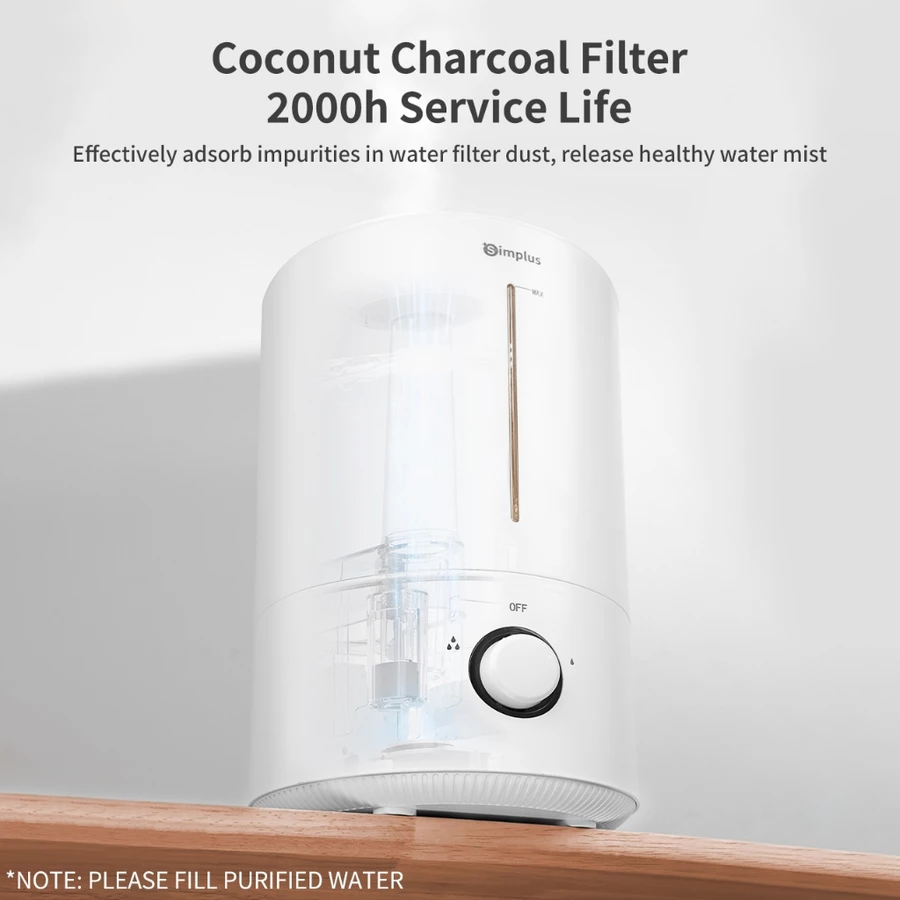 Coconut Charcoal Filter
2000h Service Life
Effectively adsorb impurities in water filter dust, release healthy water mist
Simplus
MAX
OFF
*NOTE: PLEASE FILL PURIFIED WATER